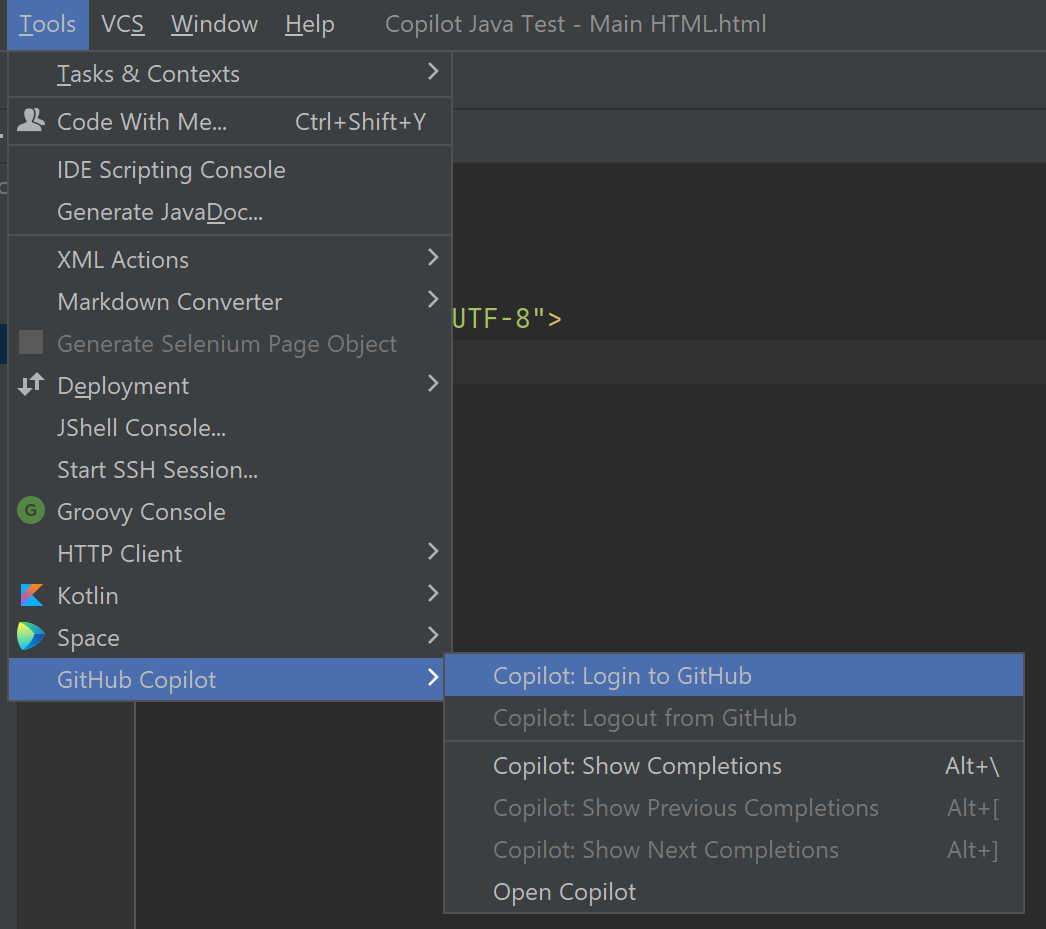 Tools VCS Window Help Copilot Java Test - Main HTML.html
Tasks & Contexts
Code With Me... Ctrl+Shift+Y
IDE Scripting Console
Generate JavaDoc...
XML Actions
UTF-8">
Markdown Converter
Generate Selenium Page Object
Deployment
JShell Console...
Start SSH Session...
G Groovy Console
HTTP Client
Kotlin
Space
GitHub Copilot
Copilot: Login to GitHub
Copilot: Logout from GitHub
Copilot: Show Completions Alt+\
Copilot: Show Previous Completions Alt+[
Copilot: Show Next Completions Alt+]
Open Copilot